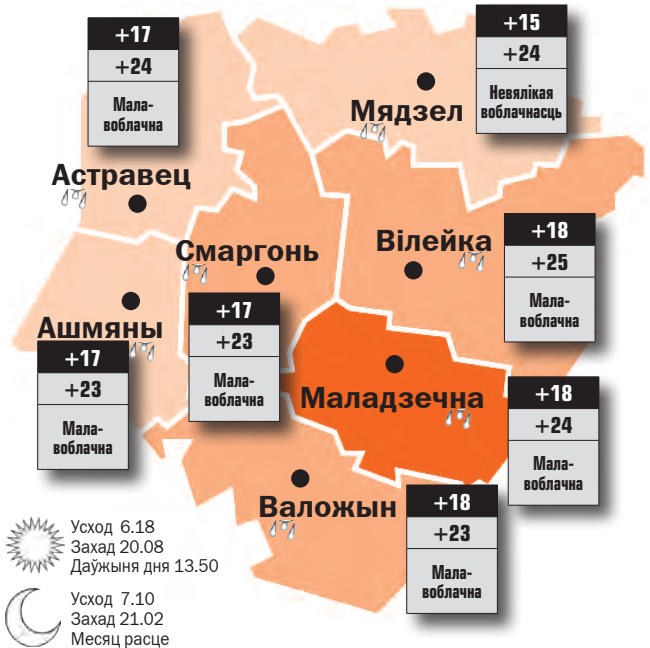 +17
+24
Мала-
воблачна
Астравец
+15
+24
Невялікая
воблачнасць
Мядзел
Смаргонь
+17
+23
Мала-
воблачна
Вілейка
+18
+25
Мала-
воблачна
Ашмяны
+17
+23
Мала-
воблачна
Маладзечна
+18
+24
Мала-
воблачна
Валожын
+18
+23
Мала-
воблачна
Усход 6.18
Захад 20.08
Даўжыня дня 13.50
Усход 7.10
Захад 21.02
Месяц расце